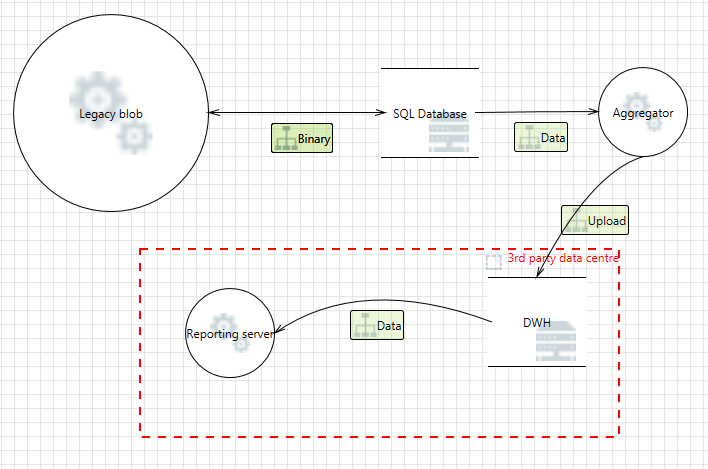 Legacy blob
Binary
SQL Database
Data
Aggregator
Upload
3rd party data centre
Reporting server
Data
DWH